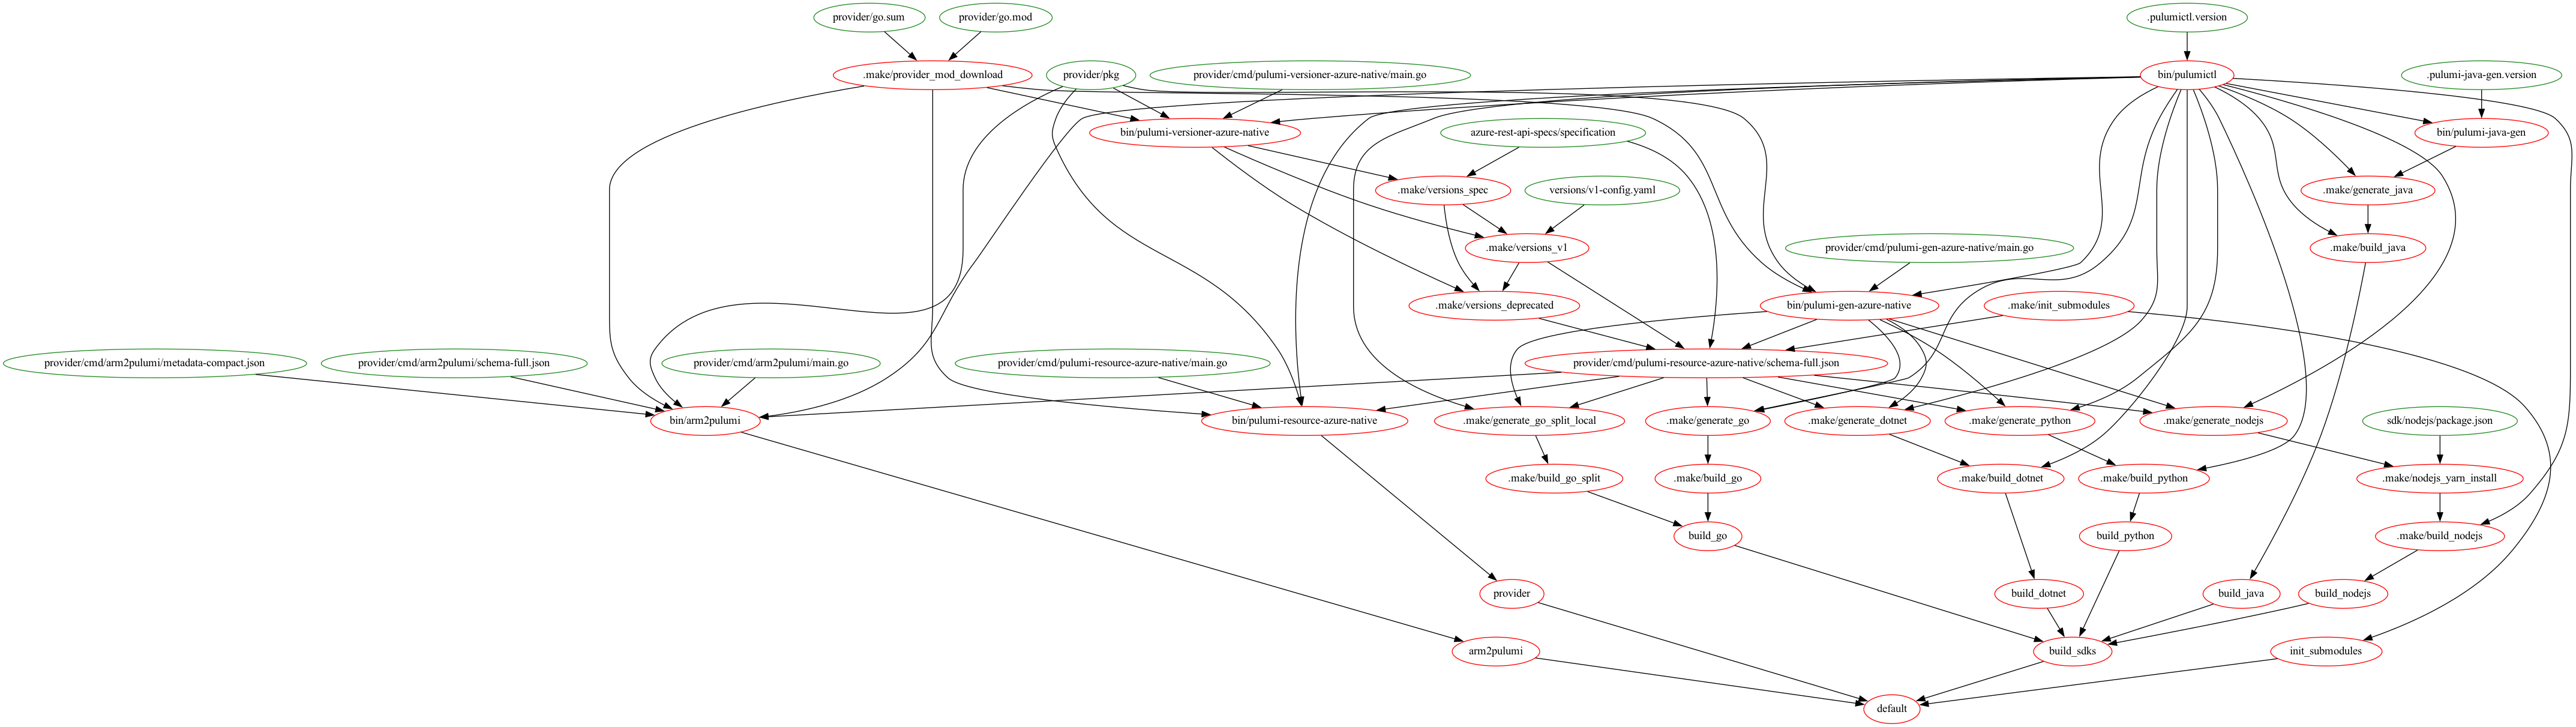 provider/go.sum
provider/go.mod
.pulumictl.version
.make/provider_mod_download
provider/pkg
provider/cmd/pulumi-versioner-azure-native/main.go
bin/pulumictl
.pulumi-java-gen.version
bin/pulumi-versioner-azure-native
azure-rest-api-specs/specification
bin/pulumi-java-gen
.make/versions_spec
versions/v1-config.yaml
.make/generate_java
.make/versions_v1
provider/cmd/pulumi-gen-azure-native/main.go
.make/build_java
.make/versions_deprecated
bin/pulumi-gen-azure-native
.make/init_submodules
provider/cmd/arm2pulumi/metadata-compact.json
provider/cmd/arm2pulumi/schema-full.json
provider/cmd/arm2pulumi/main.go
provider/cmd/pulumi-resource-azure-native/main.go
provider/cmd/pulumi-resource-azure-native/schema-full.json
bin/arm2pulumi
bin/pulumi-resource-azure-native
.make/generate_go_split_local
.make/generate_go
.make/generate_dotnet
.make/generate_python
.make/generate_nodejs
sdk/nodejs/package.json
.make/build_go_split
.make/build_go
.make/build_dotnet
.make/build_python
.make/nodejs_yarn_install
build_go
build_python
.make/build_nodejs
provider
build_dotnet
build_java
build_nodejs
arm2pulumi
build_sdks
init_submodules
default